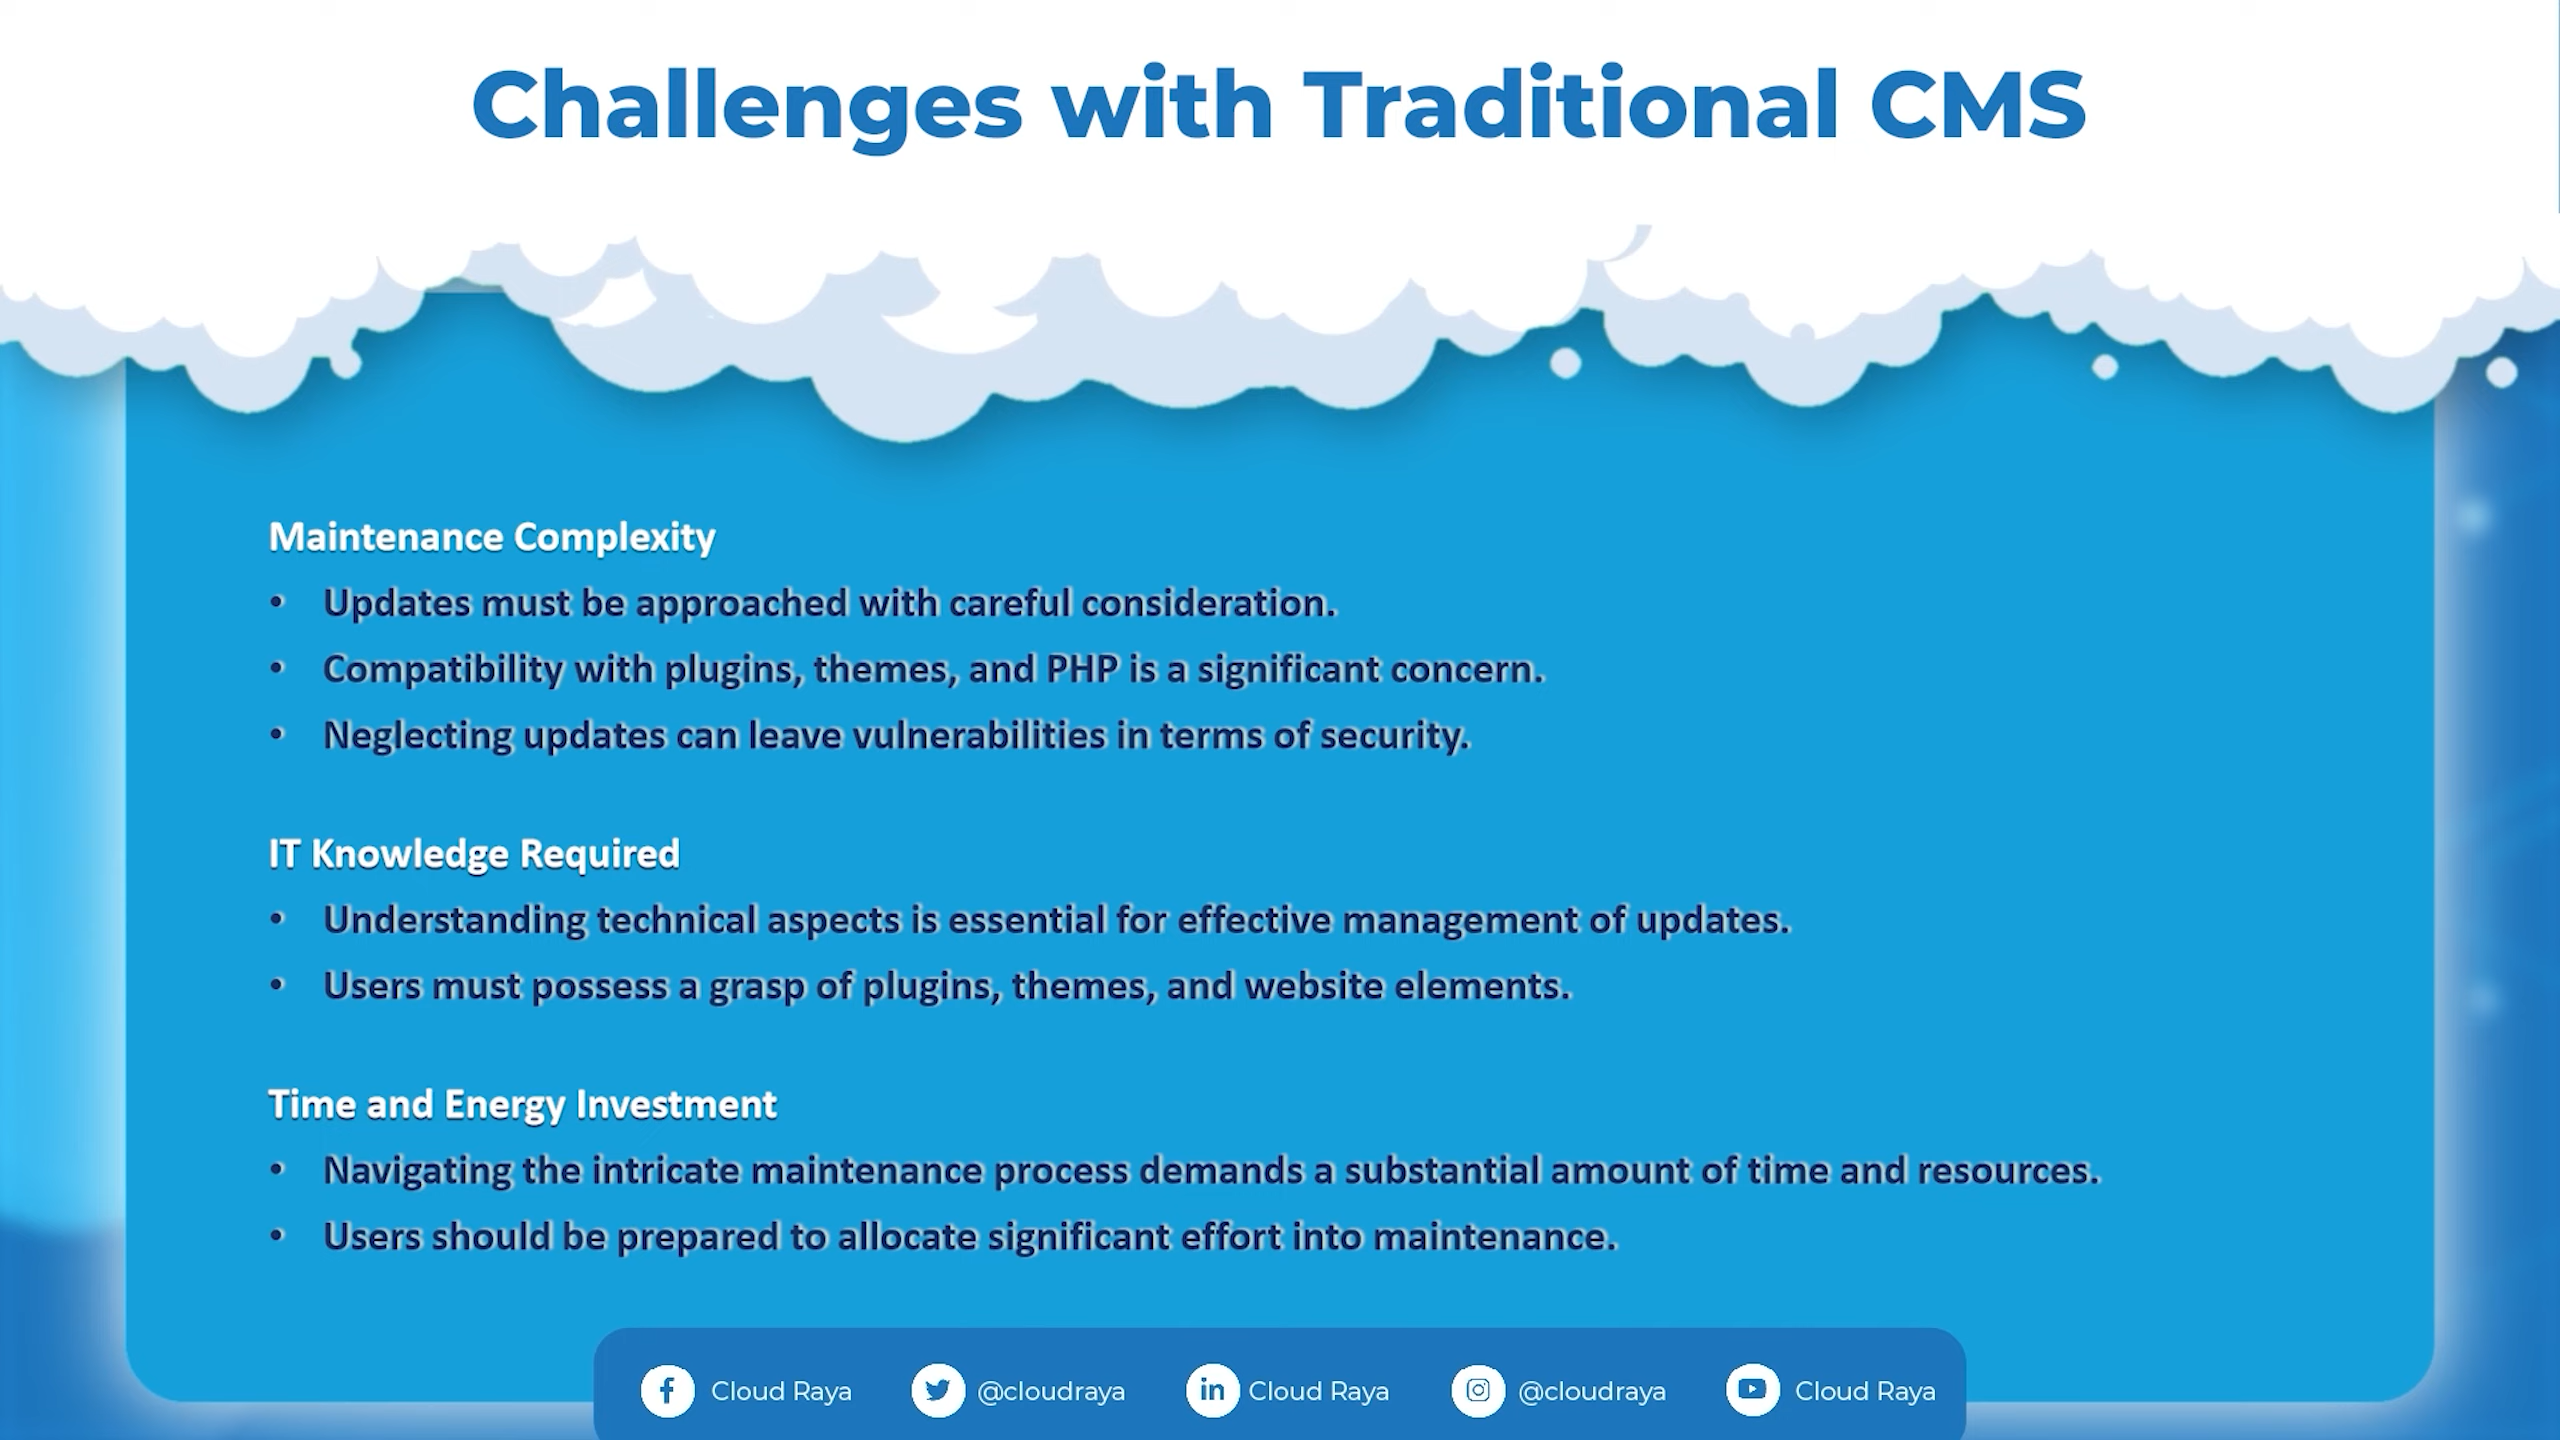 Challenges with Traditional CMS
Maintenance Complexity
• Updates must be approached with careful consideration.
• Compatibility with plugins, themes, and PHP is a significant concern.
• Neglecting updates can leave vulnerabilities in terms of security.
IT Knowledge Required
• Understanding technical aspects is essential for effective management of updates.
• Users must possess a grasp of plugins, themes, and website elements.
Time and Energy Investment
• Navigating the intricate maintenance process demands a substantial amount of time and resources.
• Users should be prepared to allocate significant effort into maintenance.
Cloud Raya @cloudraya Cloud Raya @cloudraya Cloud Raya